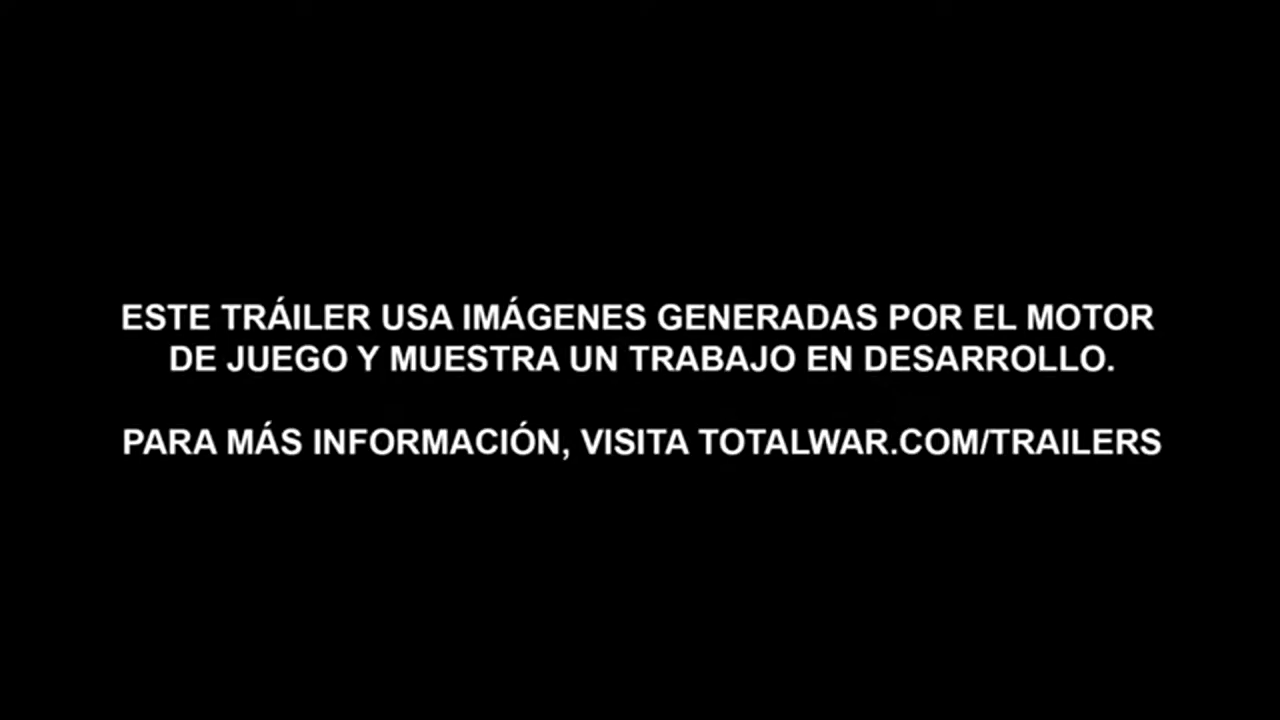 ESTE TRÁILER USA IMÁGENES GENERADAS POR EL MOTOR
DE JUEGO Y MUESTRA UN TRABAJO EN DESARROLLO.
PARA MÁS INFORMACIÓN, VISITA TOTALWAR.COM/TRAILERS